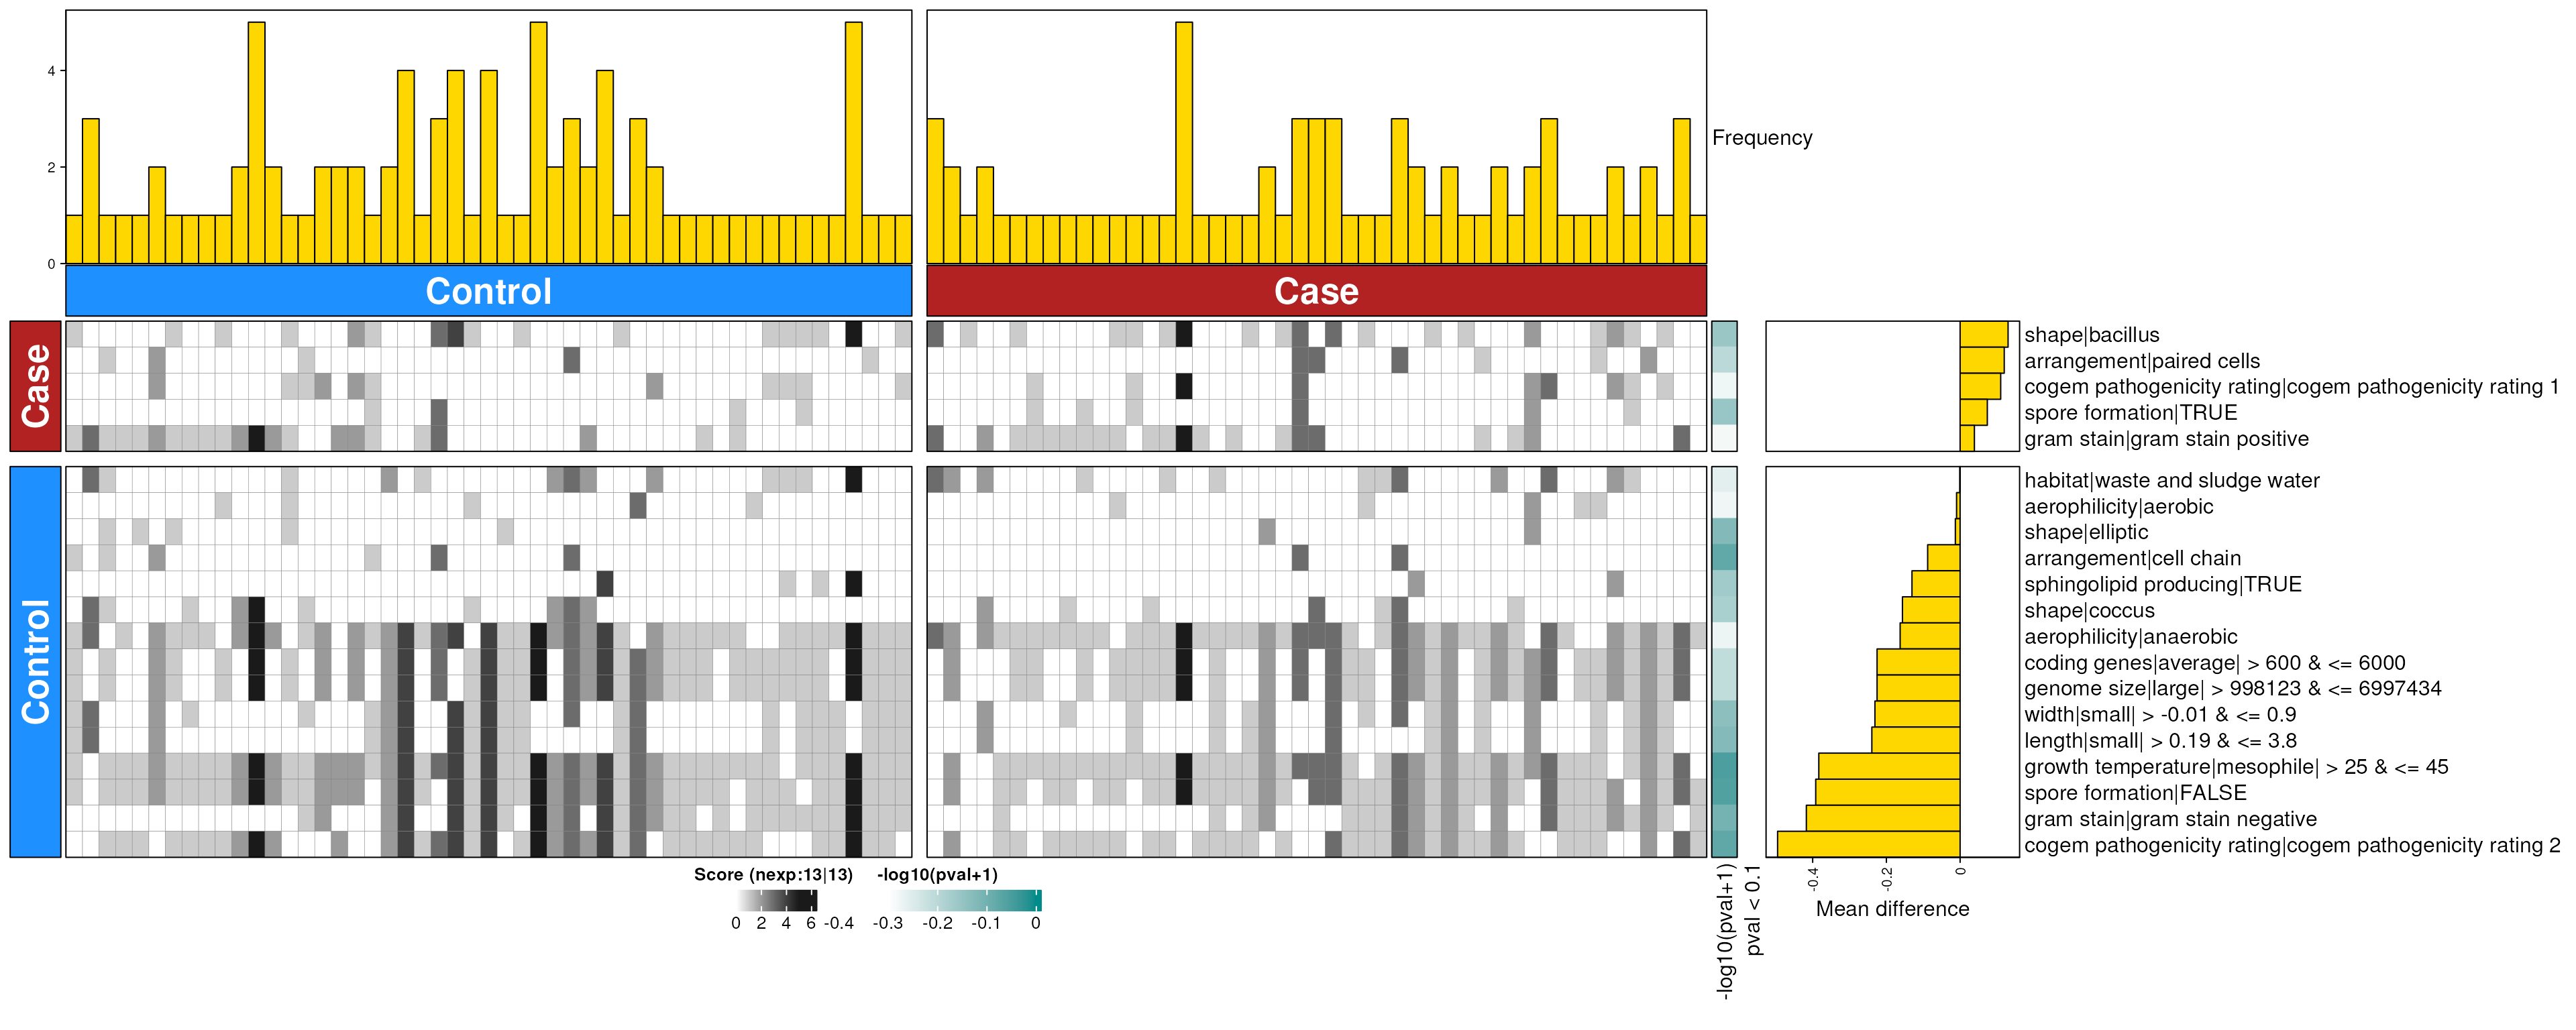 4
2
0
Frequency
Control
Case
Case
shape|bacillus
arrangement|paired cells
cogem pathogenicity rating|cogem pathogenicity rating 1
spore formation|TRUE
gram stain|gram stain positive
Control
habitat|waste and sludge water
aerophilicity|aerobic
shape|elliptic
arrangement|cell chain
sphingolipid producing|TRUE
shape|coccus
aerophilicity|anaerobic
coding genes|average| > 600 & <= 6000
genome size|large| > 998123 & <= 6997434
width|small| > -0.01 & <= 0.9
length|small| > 0.19 & <= 3.8
growth temperature|mesophile| > 25 & <= 45
spore formation|FALSE
gram stain|gram stain negative
cogem pathogenicity rating|cogem pathogenicity rating 2
-log10(pval+1)
pval < 0.1
-0.4 -0.2 0
Mean difference
Score (nexp:13|13) -log10(pval+1)
0 2 4 6 -0.4 -0.3 -0.2 -0.1 0